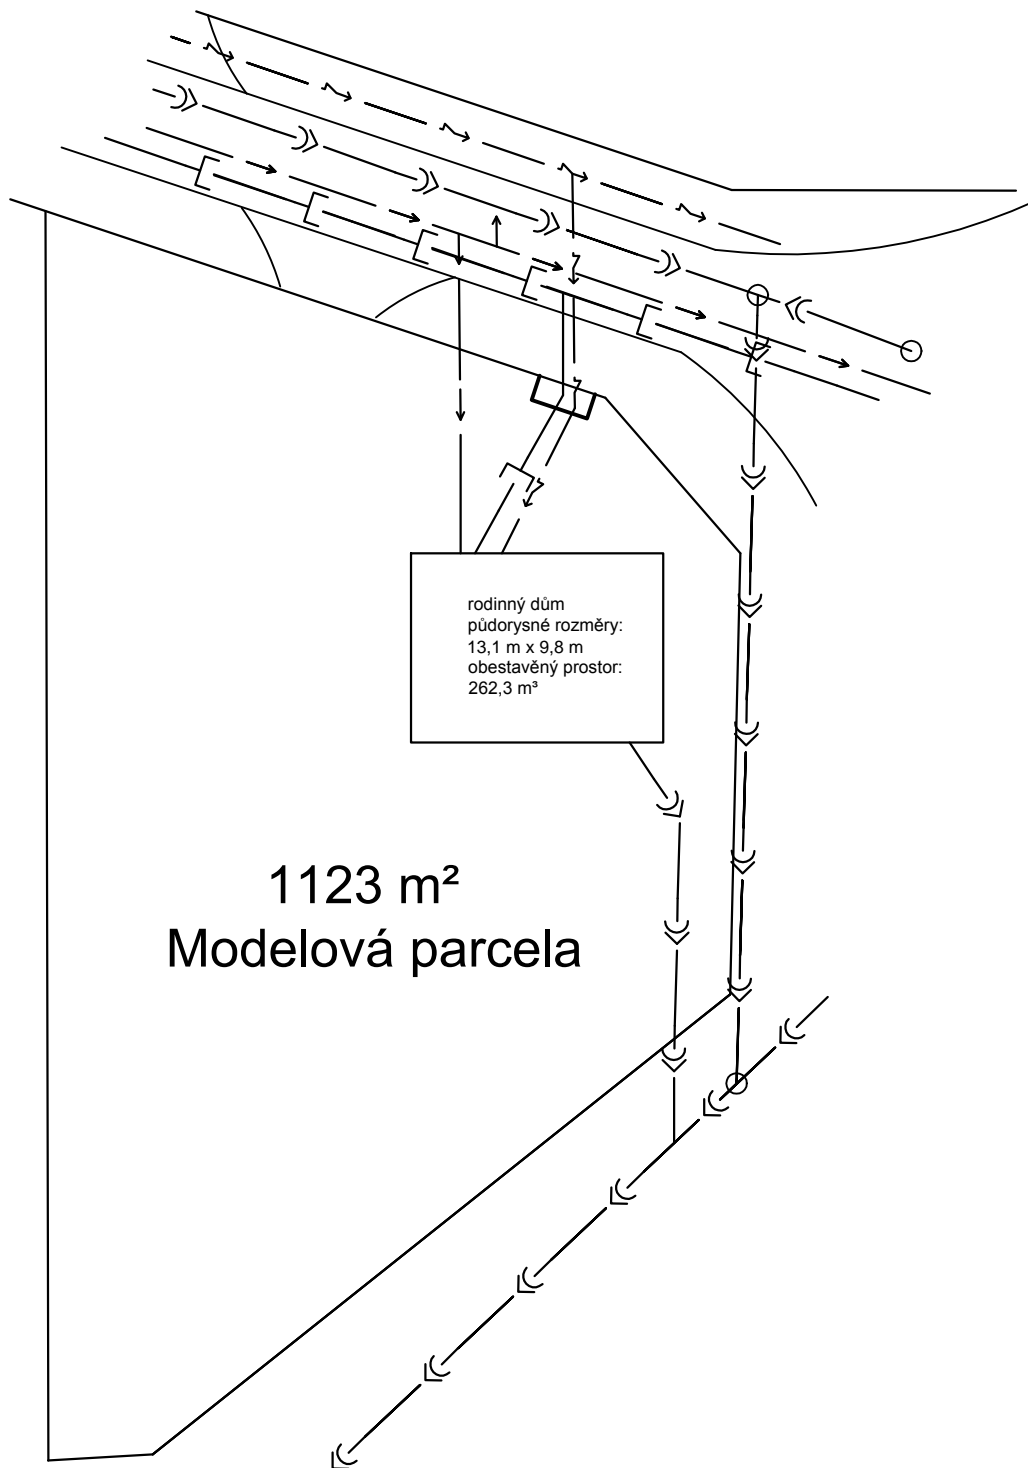 rodinný dům
půdorysné rozměry:
13,1 m x 9,8 m
obestavěný prostor:
262,3 m³
1123 m²
Modelová parcela